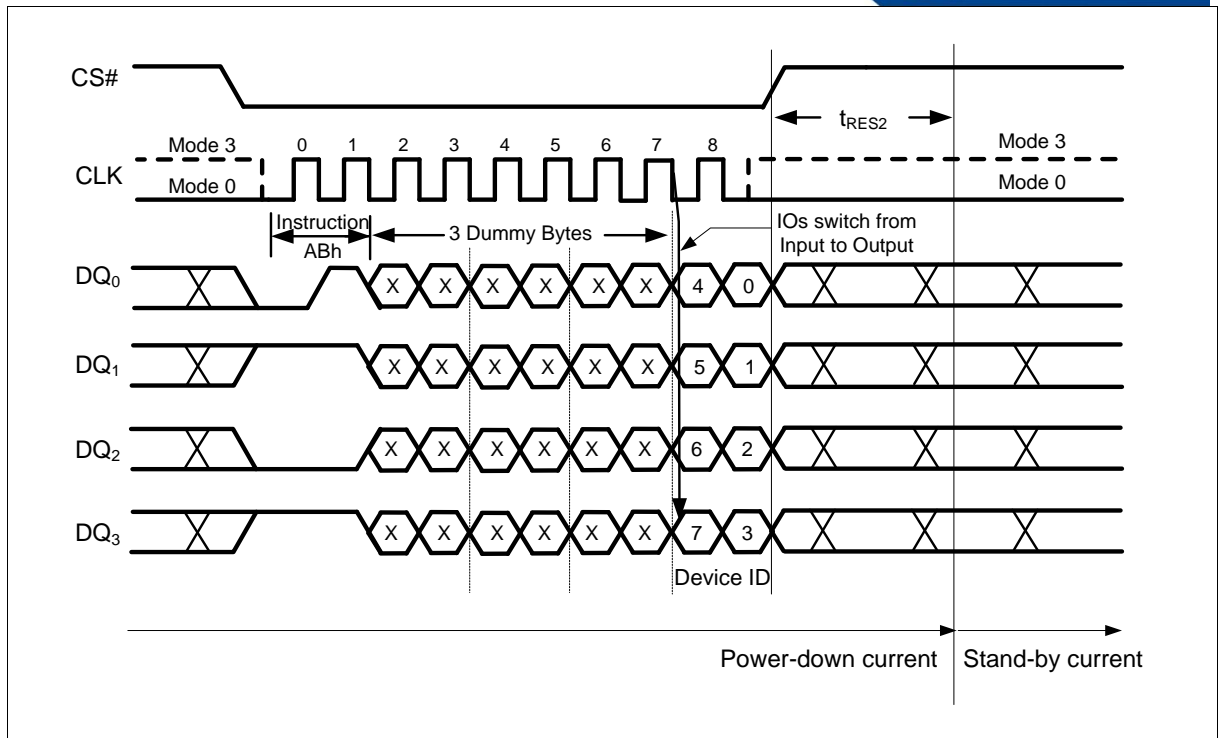 CS#
tRES2
Mode 3 0 1 2 3 4 5 6 7 8 Mode 3
CLK
Mode 0 Mode 0
Instruction
ABh
3 Dummy Bytes
IOs switch from
Input to Output
DQ0 X X X X X X 4 0
DQ1 X X X X X X 5 1
DQ2 X X X X X X 6 2
DQ3 X X X X X X 7 3
Device ID
Power-down current Stand-by current